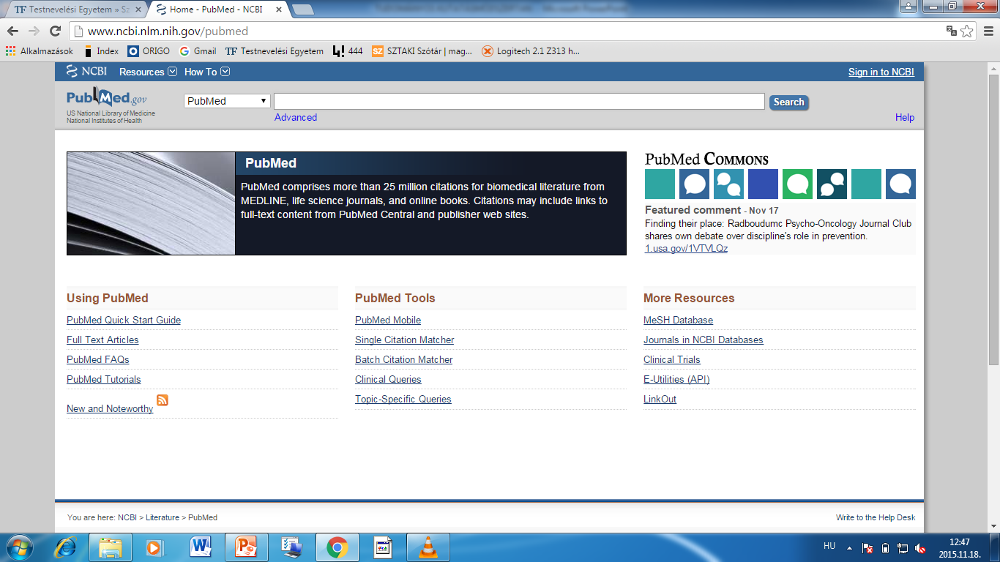 Testnevelési Egyetem » Sz
Home - PubMed - NCBI
www.ncbi.nlm.nih.gov/pubmed
Alkalmazások
Index
ORIGO
Gmail
TF Testnevelési Egyetem
444
SZTAKI Szótár | mag...
Logitech 2.1 Z313 h...
NCBI Resources How To
Sign in to NCBI
PubMed.gov
US National Library of Medicine
National Institutes of Health
PubMed
Search
Advanced
Help
PubMed
PubMed comprises more than 25 million citations for biomedical literature from
MEDLINE, life science journals, and online books. Citations may include links to
full-text content from PubMed Central and publisher web sites.
PubMed COMMONS
Featured comment - Nov 17
Finding their place: Radboudumc Psycho-Oncology Journal Club
shares own debate over discipline's role in prevention.
1.usa.gov/1VTVLQz
Using PubMed
PubMed Quick Start Guide
Full Text Articles
PubMed FAQs
PubMed Tutorials
New and Noteworthy
PubMed Tools
PubMed Mobile
Single Citation Matcher
Batch Citation Matcher
Clinical Queries
Topic-Specific Queries
More Resources
MeSH Database
Journals in NCBI Databases
Clinical Trials
E-Utilities (API)
LinkOut
You are here: NCBI > Literature > PubMed
Write to the Help Desk
HU
12:47
2015.11.18.